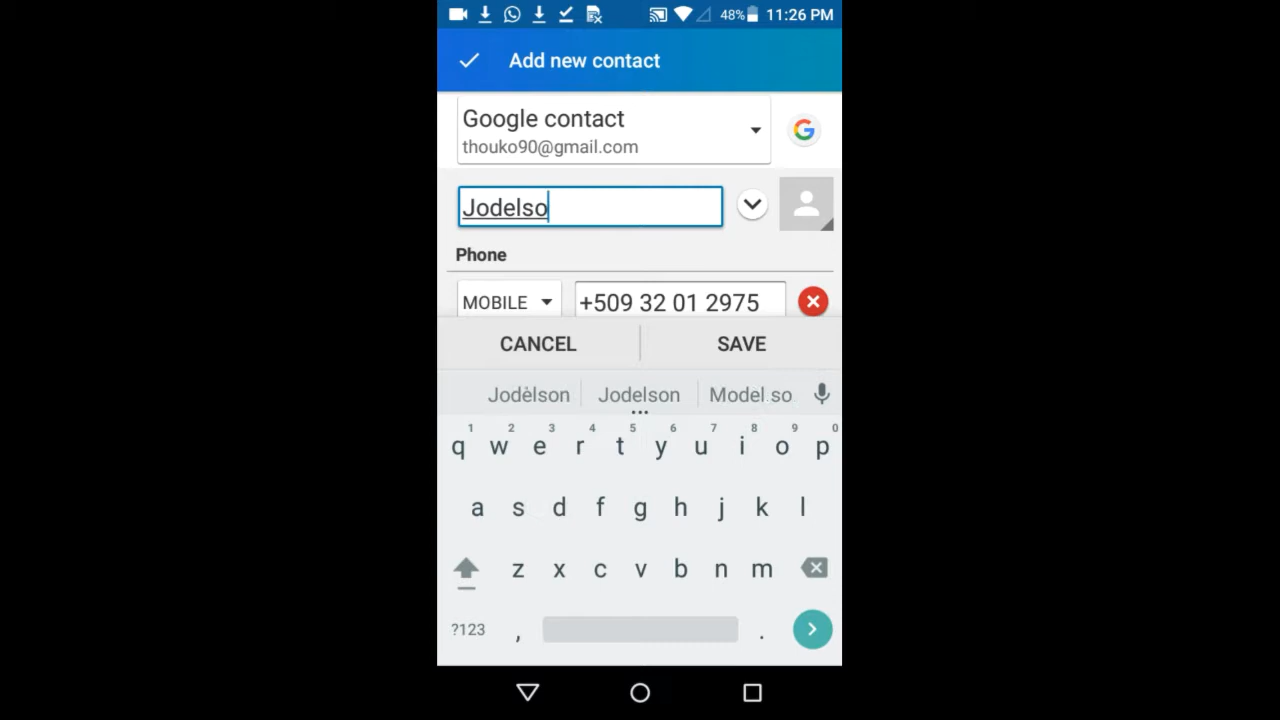 48% 11:26 PM
Add new contact
Google contact
thouko90@gmail.com
Jodelso
Phone
MOBILE +509 32 01 2975
CANCEL SAVE
Jodèlson Jodelson Model so
1 2 3 4 5 6 7 8 9 0
q w e r t y u i o p
a s d f g h j k l
z x c v b n m
?123 , .